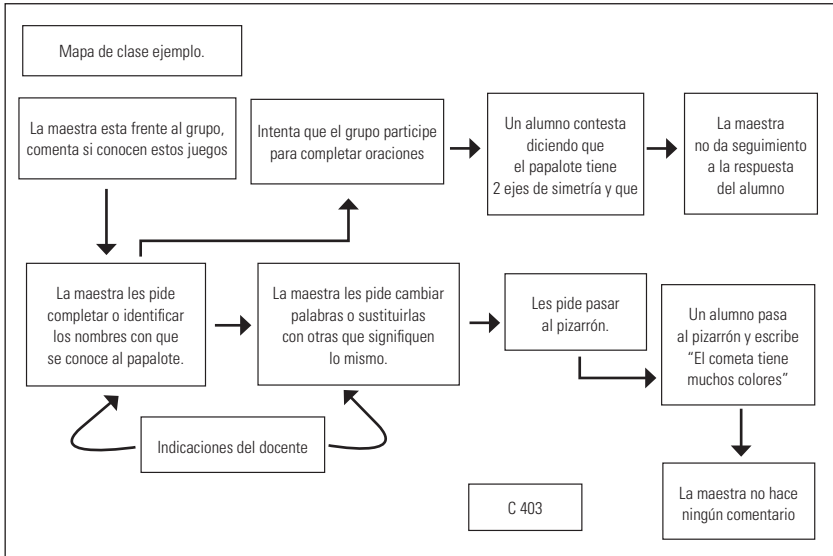 Mapa de clase ejemplo.
La maestra esta frente al grupo,
comenta si conocen estos juegos
Intenta que el grupo participe
para completar oraciones
Un alumno contesta
diciendo que
el papalote tiene
2 ejes de simetría y que
La maestra
no da seguimiento
a la respuesta
del alumno
La maestra les pide
completar o identificar
los nombres con que
se conoce al papalote.
La maestra les pide cambiar
palabras o sustituirlas
con otras que signifiquen
lo mismo.
Les pide pasar
al pizarrón.
Un alumno pasa
al pizarrón y escribe
“El cometa tiene
muchos colores”
Indicaciones del docente
C 403
La maestra no hace
ningún comentario